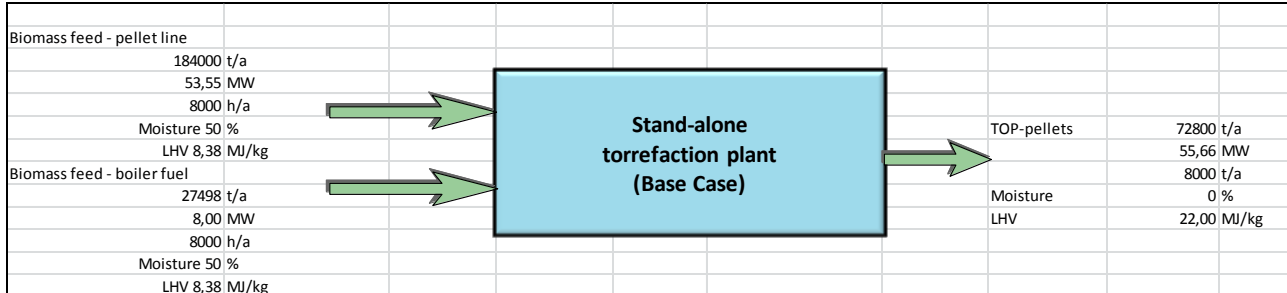 Biomass feed - pellet line
184000 t/a
53,55 MW
8000 h/a
Moisture 50 %
LHV 8,38 MJ/kg
Biomass feed - boiler fuel
27498 t/a
8,00 MW
8000 h/a
Moisture 50 %
LHV 8,38 MJ/kg
Stand-alone
torrefaction plant
(Base Case)
TOP-pellets 72800 t/a
55,66 MW
8000 t/a
Moisture 0 %
LHV 22,00 MJ/kg